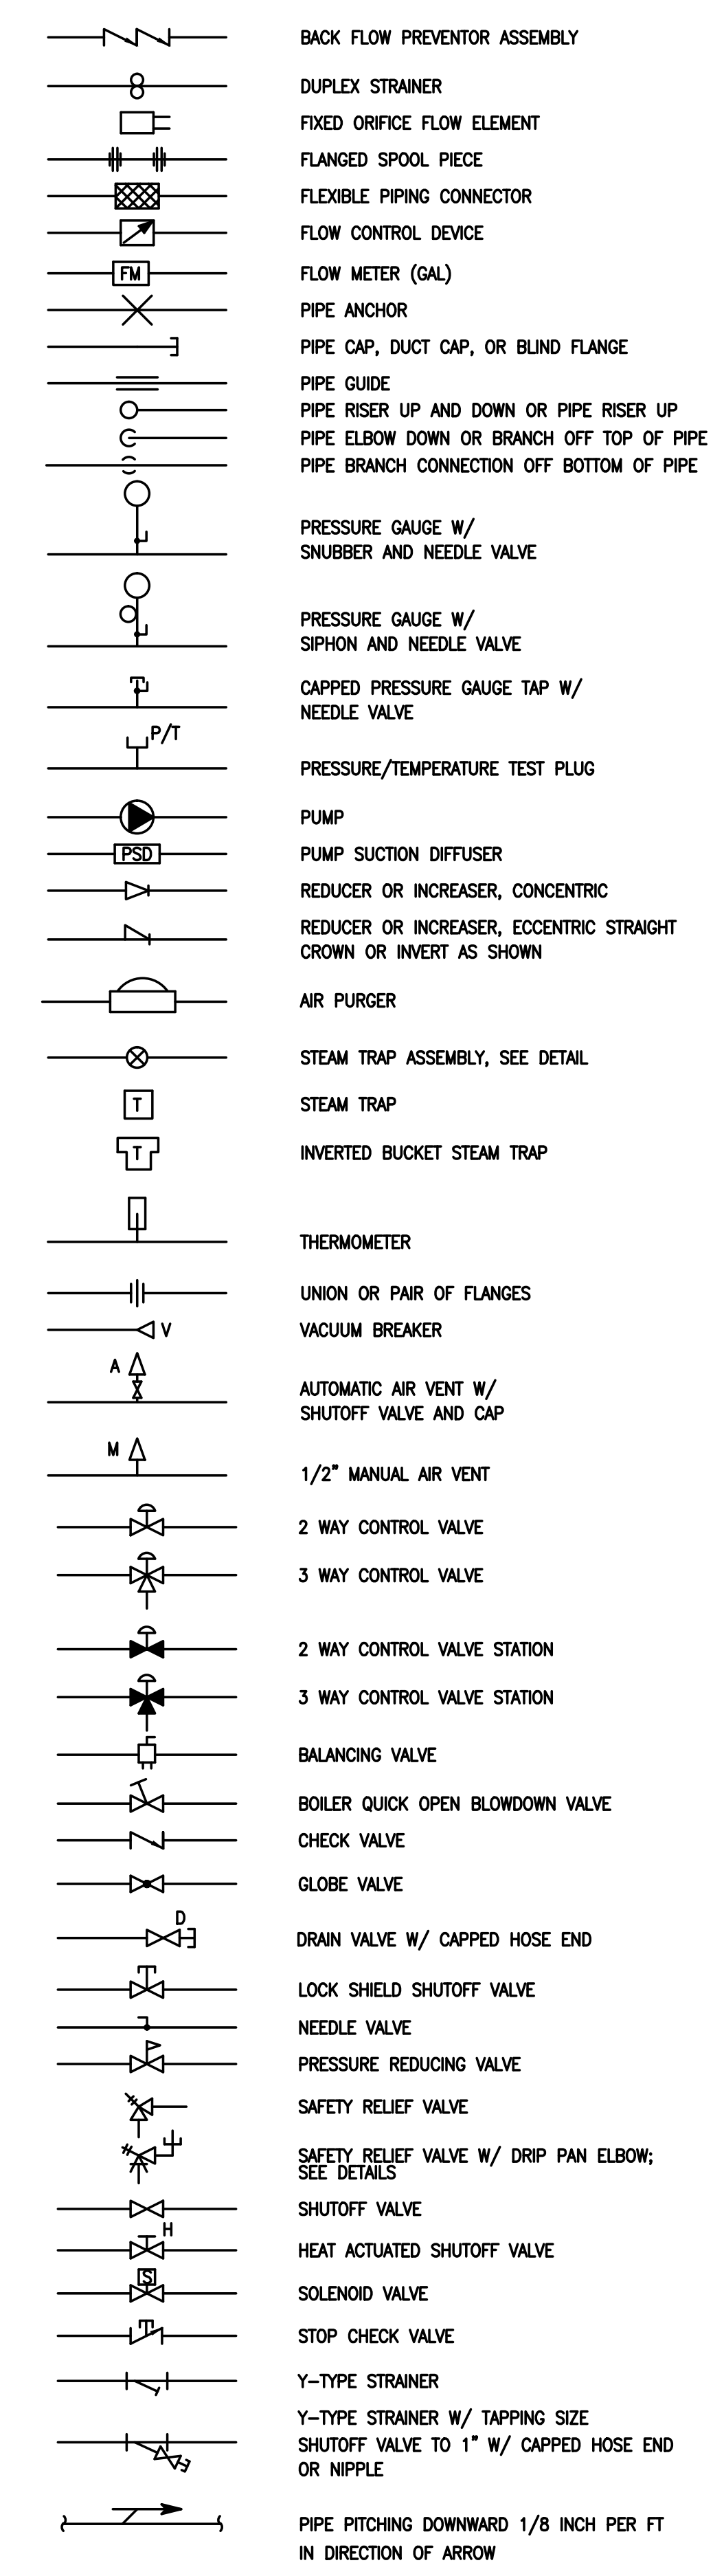 BACK FLOW PREVENTOR ASSEMBLY
DUPLEX STRAINER
FIXED ORIFICE FLOW ELEMENT
FLANGED SPOOL PIECE
FLEXIBLE PIPING CONNECTOR
FLOW CONTROL DEVICE
FM FLOW METER (GAL)
PIPE ANCHOR
PIPE CAP, DUCT CAP, OR BLIND FLANGE
PIPE GUIDE
PIPE RISER UP AND DOWN OR PIPE RISER UP
PIPE ELBOW DOWN OR BRANCH OFF TOP OF PIPE
PIPE BRANCH CONNECTION OFF BOTTOM OF PIPE
PRESSURE GAUGE W/
SNUBBER AND NEEDLE VALVE
PRESSURE GAUGE W/
SIPHON AND NEEDLE VALVE
CAPPED PRESSURE GAUGE TAP W/
NEEDLE VALVE
P/T
PRESSURE/TEMPERATURE TEST PLUG
PUMP
PSD PUMP SUCTION DIFFUSER
REDUCER OR INCREASER, CONCENTRIC
REDUCER OR INCREASER, ECCENTRIC STRAIGHT
CROWN OR INVERT AS SHOWN
AIR PURGER
STEAM TRAP ASSEMBLY, SEE DETAIL
T STEAM TRAP
T INVERTED BUCKET STEAM TRAP
THERMOMETER
UNION OR PAIR OF FLANGES
V VACUUM BREAKER
A
AUTOMATIC AIR VENT W/
SHUTOFF VALVE AND CAP
M
1/2" MANUAL AIR VENT
2 WAY CONTROL VALVE
3 WAY CONTROL VALVE
2 WAY CONTROL VALVE STATION
3 WAY CONTROL VALVE STATION
BALANCING VALVE
BOILER QUICK OPEN BLOWDOWN VALVE
CHECK VALVE
GLOBE VALVE
D
DRAIN VALVE W/ CAPPED HOSE END
LOCK SHIELD SHUTOFF VALVE
NEEDLE VALVE
PRESSURE REDUCING VALVE
SAFETY RELIEF VALVE
SAFETY RELIEF VALVE W/ DRIP PAN ELBOW;
SEE DETAILS
SHUTOFF VALVE
H
HEAT ACTUATED SHUTOFF VALVE
S
SOLENOID VALVE
STOP CHECK VALVE
Y-TYPE STRAINER
Y-TYPE STRAINER W/ TAPPING SIZE
SHUTOFF VALVE TO 1" W/ CAPPED HOSE END
OR NIPPLE
PIPE PITCHING DOWNWARD 1/8 INCH PER FT
IN DIRECTION OF ARROW